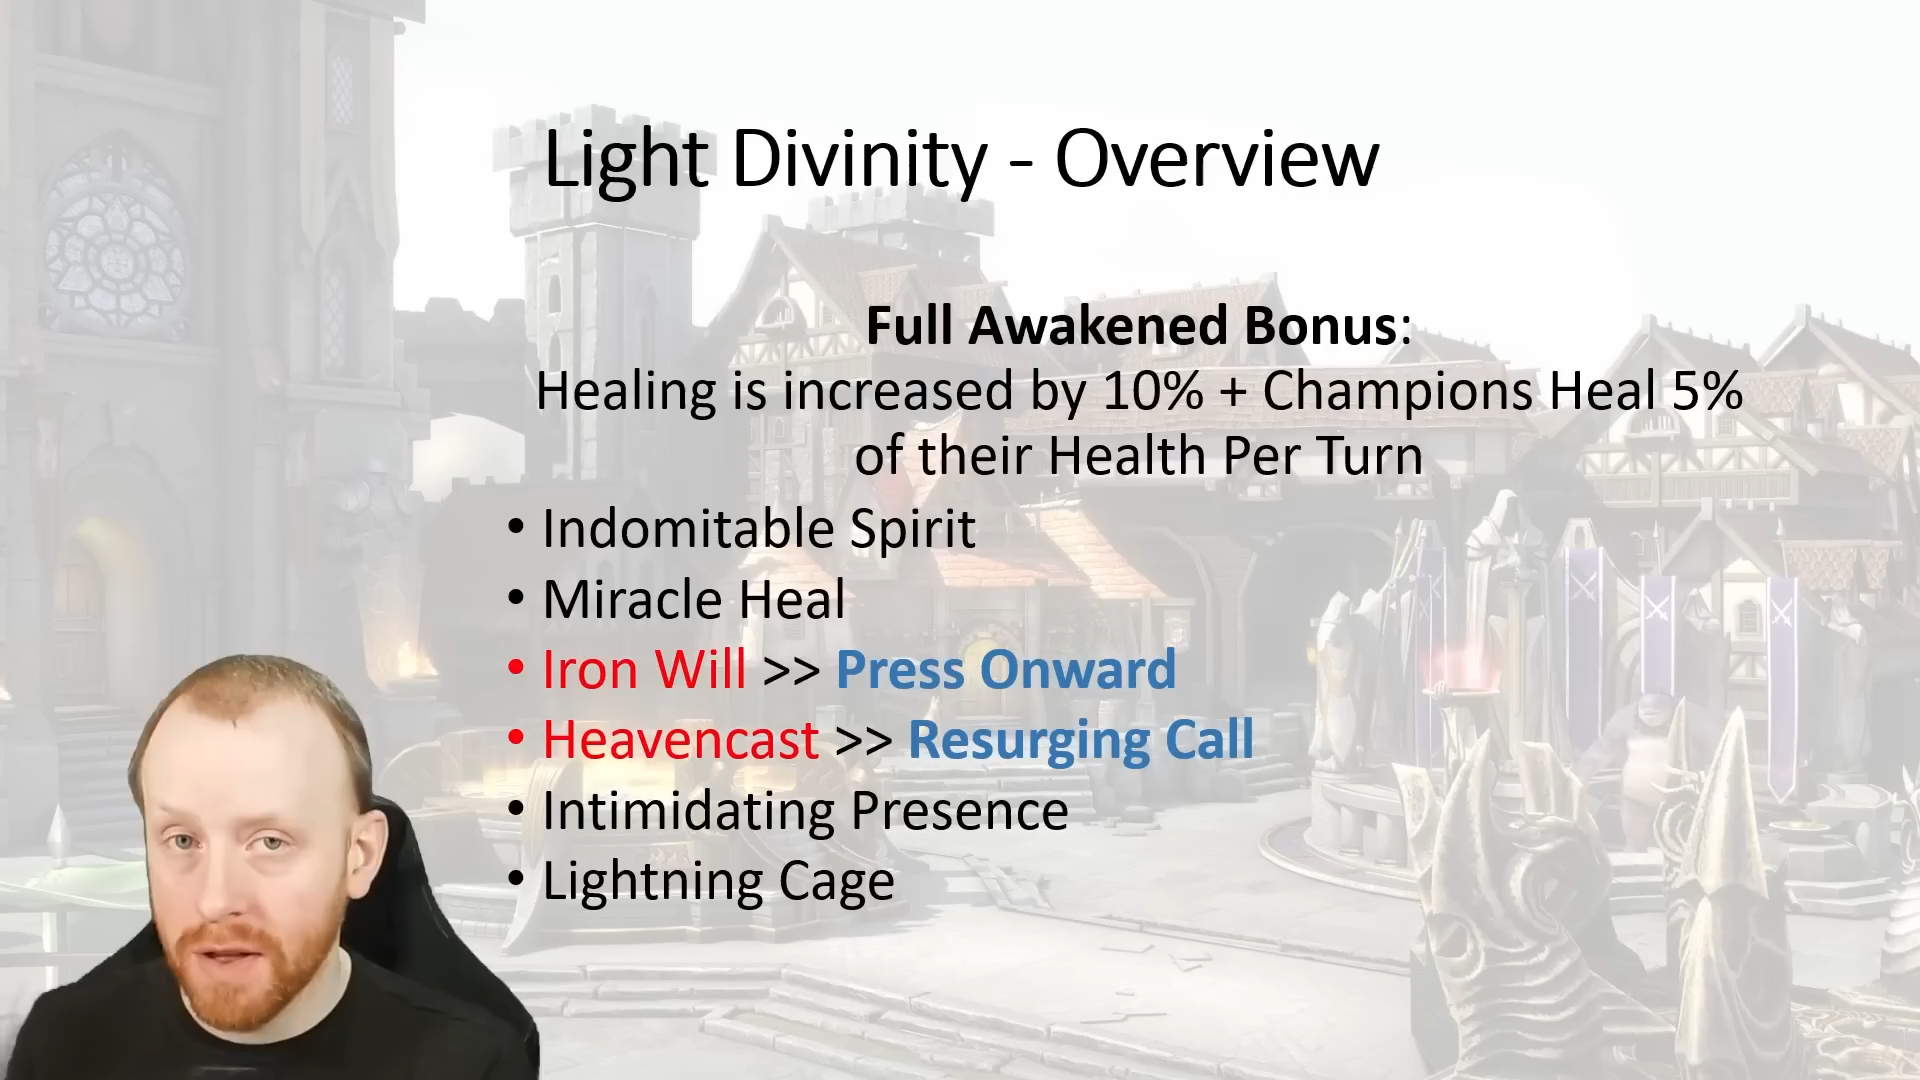 Light Divinity - Overview
Full Awakened Bonus:
Healing is increased by 10% + Champions Heal 5%
of their Health Per Turn
• Indomitable Spirit
• Miracle Heal
• Iron Will >> Press Onward
• Heavencast >> Resurging Call
• Intimidating Presence
• Lightning Cage